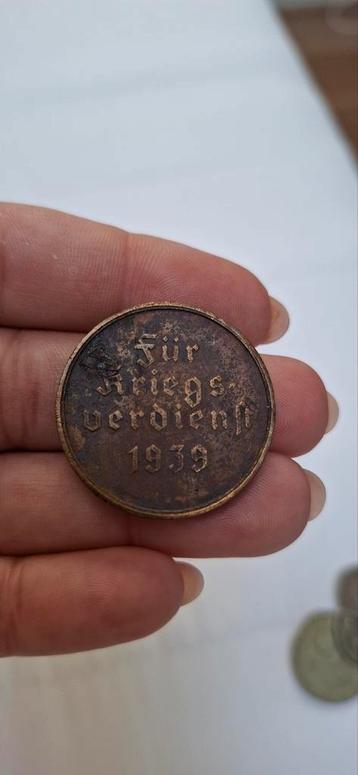 Für
Kriegs-
verdienst
1939